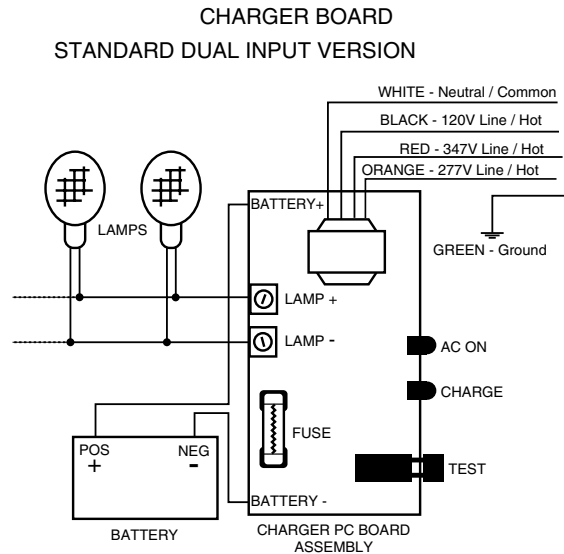 CHARGER BOARD
STANDARD DUAL INPUT VERSION
WHITE - Neutral / Common
BLACK - 120V Line / Hot
RED - 347V Line / Hot
ORANGE - 277V Line / Hot
BATTERY+
LAMPS
GREEN - Ground
LAMP +
LAMP -
AC ON
CHARGE
FUSE
POS
+
NEG
-
TEST
BATTERY -
BATTERY
CHARGER PC BOARD
ASSEMBLY